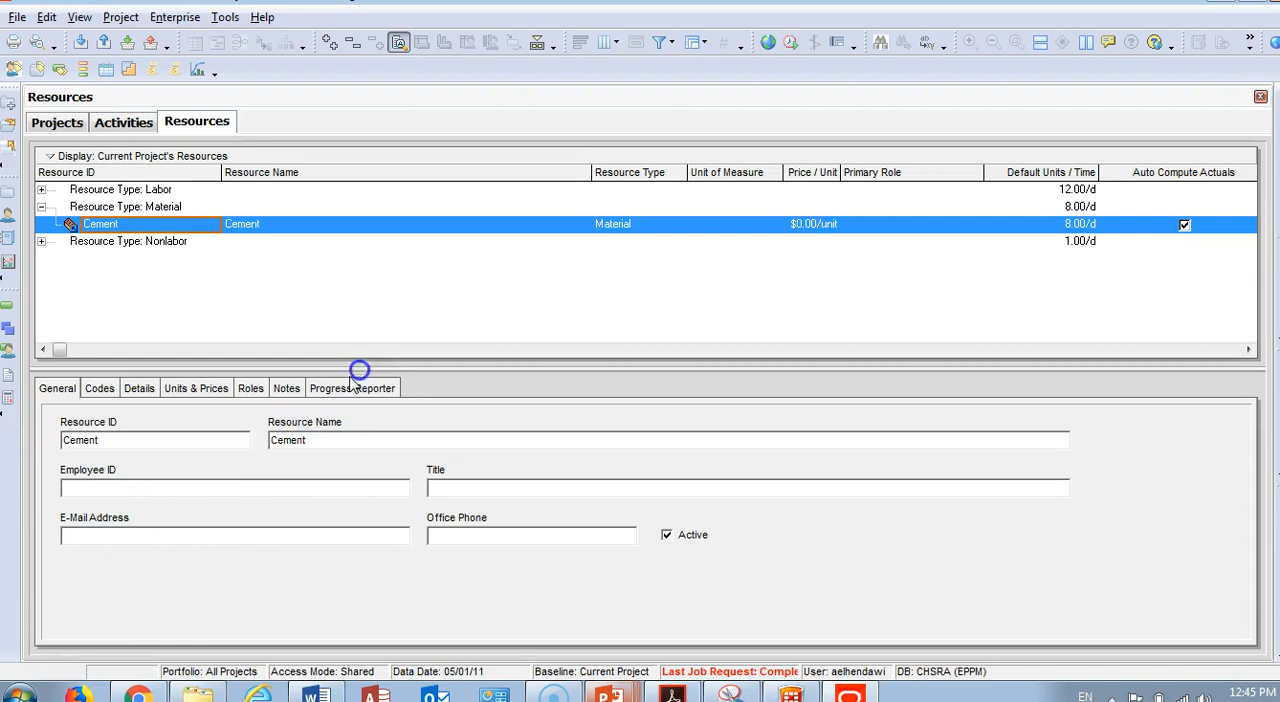 File Edit View Project Enterprise Tools Help
Resources
Projects Activities Resources
Display: Current Project's Resources
Resource ID Resource Name Resource Type Unit of Measure Price / Unit Primary Role Default Units / Time Auto Compute Actuals
Resource Type: Labor 12.00/d
Resource Type: Material 8.00/d
Cement Cement Material $0.00/unit 8.00/d
Resource Type: Nonlabor 1.00/d
General Codes Details Units & Prices Roles Notes Progress Reporter
Resource ID Resource Name
Cement Cement
Employee ID Title
E-Mail Address Office Phone
Active
Portfolio: All Projects Access Mode: Shared Data Date: 05/01/11 Baseline: Current Project Last Job Request: Comple User: aelhendawi DB: CHSRA (EPPM)
EN 12:45 PM